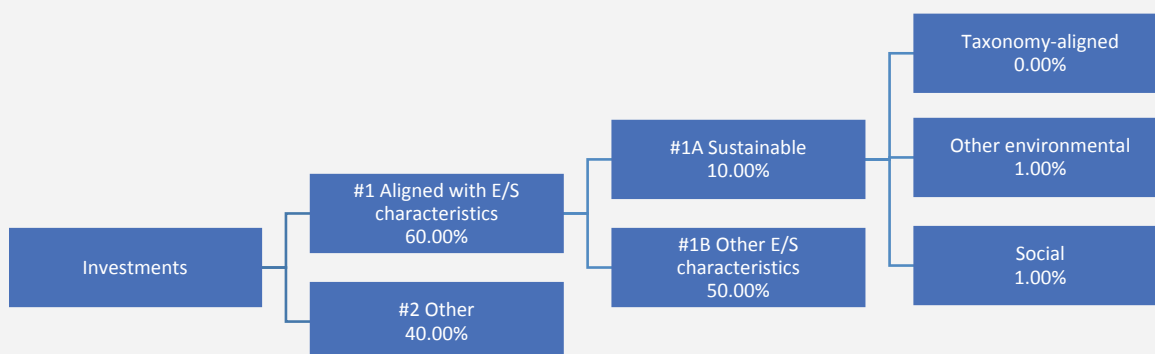 Investments
#1 Aligned with E/S
characteristics
60.00%
#2 Other
40.00%
#1A Sustainable
10.00%
#1B Other E/S
characteristics
50.00%
Taxonomy-aligned
0.00%
Other environmental
1.00%
Social
1.00%